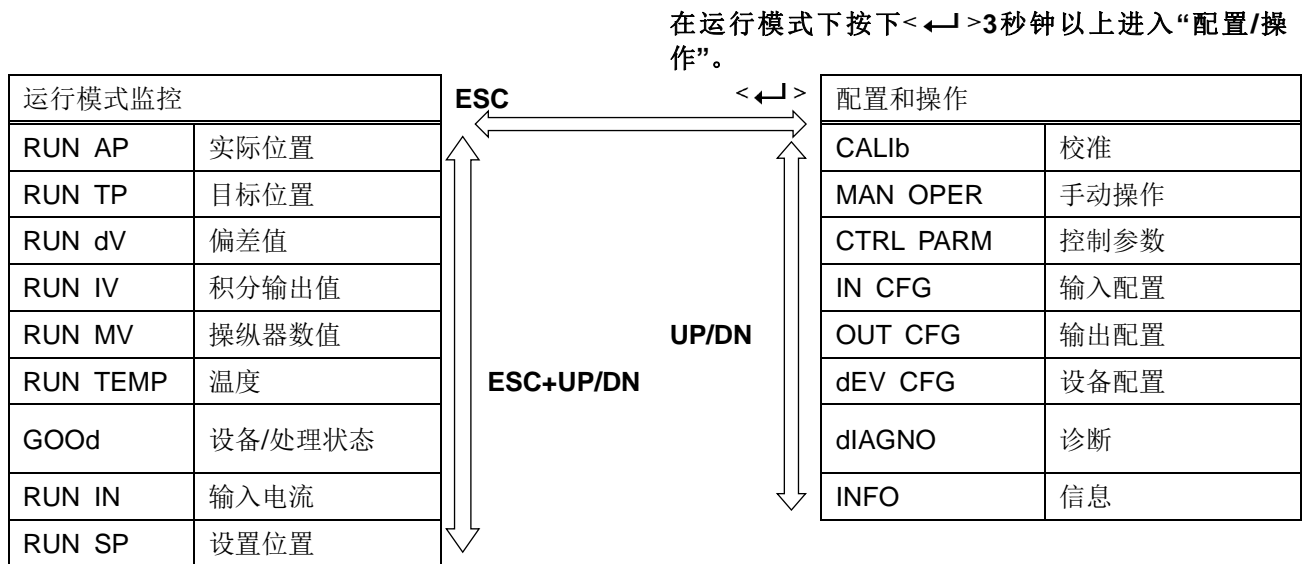 在运行模式下按下<↵>3秒钟以上进入“配置/操
作”。
运行模式监控
RUN AP 实际位置
RUN TP 目标位置
RUN dV 偏差值
RUN IV 积分输出值
RUN MV 操纵器数值
RUN TEMP 温度
GOOd 设备/处理状态
RUN IN 输入电流
RUN SP 设置位置
ESC
<↵>
ESC+UP/DN
UP/DN
配置和操作
CALIb 校准
MAN OPER 手动操作
CTRL PARM 控制参数
IN CFG 输入配置
OUT CFG 输出配置
dEV CFG 设备配置
dIAGNO 诊断
INFO 信息